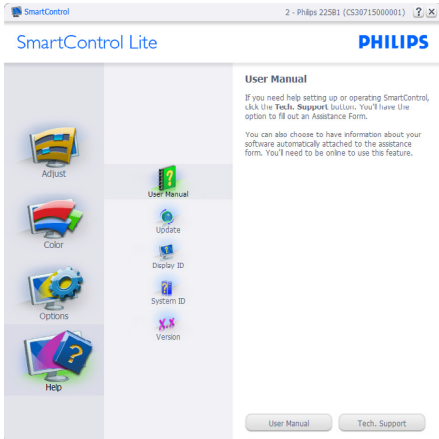 SmartControl
2 - Philips 225B1 (CS30715000001)
SmartControl Lite
PHILIPS
Adjust
Color
Options
Help
User Manual
Update
Display ID
System ID
Version
User Manual
If you need help setting up or operating SmartControl,
click the Tech. Support button. You'll have the
option to fill out an Assistance Form.
You can also choose to have information about your
software automatically attached to the assistance
form. You'll need to be online to use this feature.
User Manual
Tech. Support